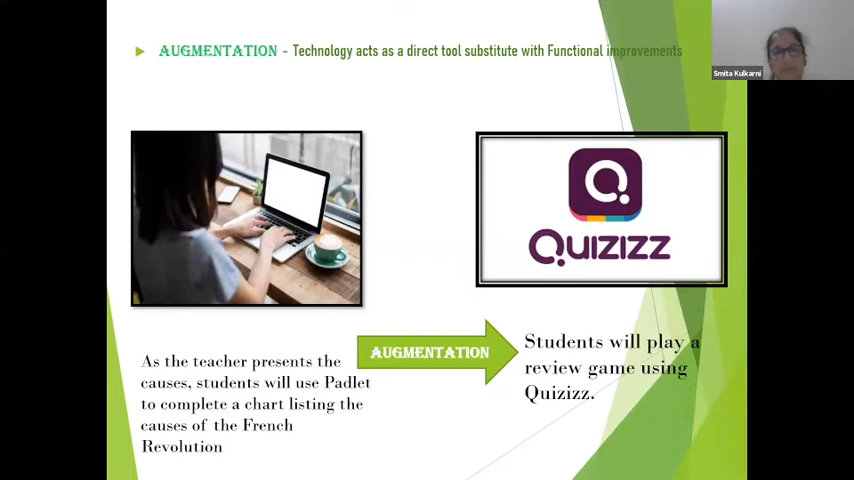 AUGMENTATION - Technology acts as a direct tool substitute with Functional improvements
Smita Kulkarni
Quizizz
As the teacher presents the
causes, students will use Padlet
to complete a chart listing the
causes of the French
Revolution
AUGMENTATION
Students will play a
review game using
Quizizz.